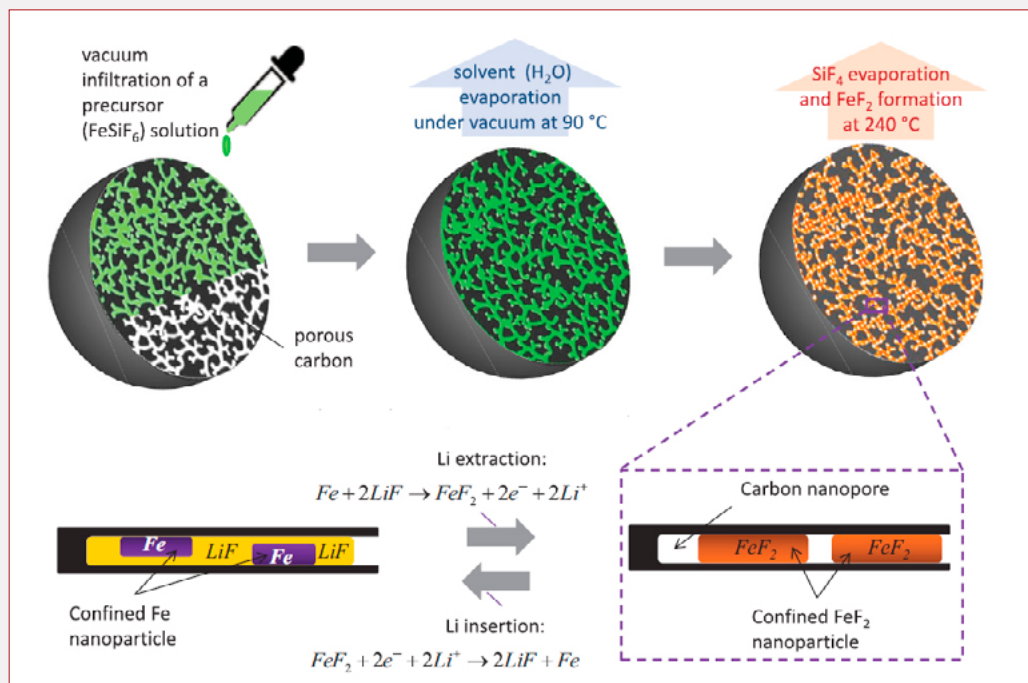 vacuum
infiltration of a
precursor
(FeSiF₆) solution
solvent (H₂O)
evaporation
under vacuum at 90 °C
SiF₄ evaporation
and FeF₂ formation
at 240 °C
porous
carbon
Li extraction:
Fe + 2LiF → FeF₂ + 2e⁻ + 2Li⁺
Carbon nanopore
Fe
LiF
Fe
LiF
FeF₂
FeF₂
Confined Fe
nanoparticle
Li insertion:
FeF₂ + 2e⁻ + 2Li⁺ → 2LiF + Fe
Confined FeF₂
nanoparticle